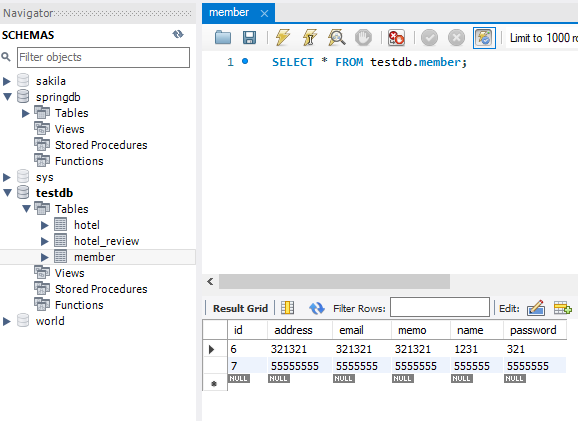 Navigator
SCHEMAS
Filter objects
sakila
springdb
Tables
Views
Stored Procedures
Functions
sys
testdb
Tables
hotel
hotel_review
member
Views
Stored Procedures
Functions
world
member
Limit to 1000 ro
1 SELECT * FROM testdb.member;
Result Grid Filter Rows: Edit:
id address email memo name password
6 321321 321321 321321 1231 321
7 55555555 5555555 5555555 555555 5555555
NULL NULL NULL NULL NULL NULL